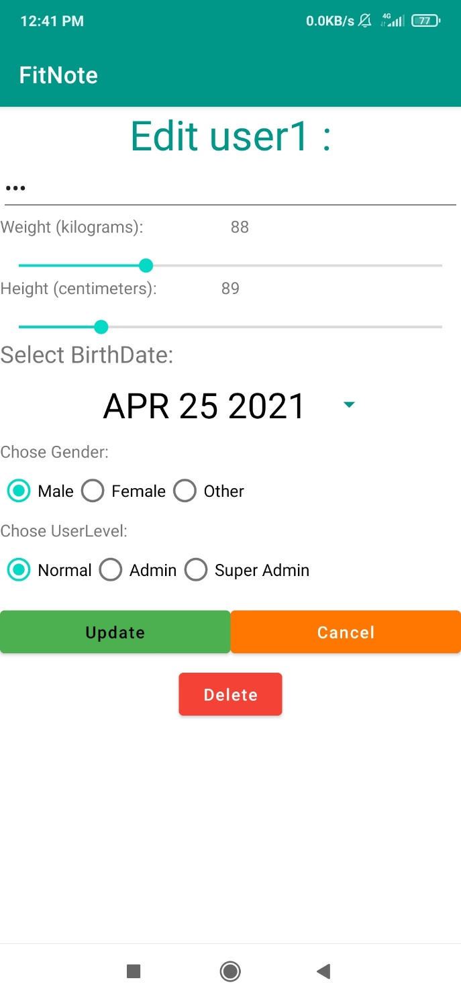 12:41 PM 0.0KB/s 4G 77
FitNote
Edit user1 :
•••
Weight (kilograms): 88
Height (centimeters): 89
Select BirthDate:
APR 25 2021
Chose Gender:
Male Female Other
Chose UserLevel:
Normal Admin Super Admin
Update Cancel
Delete